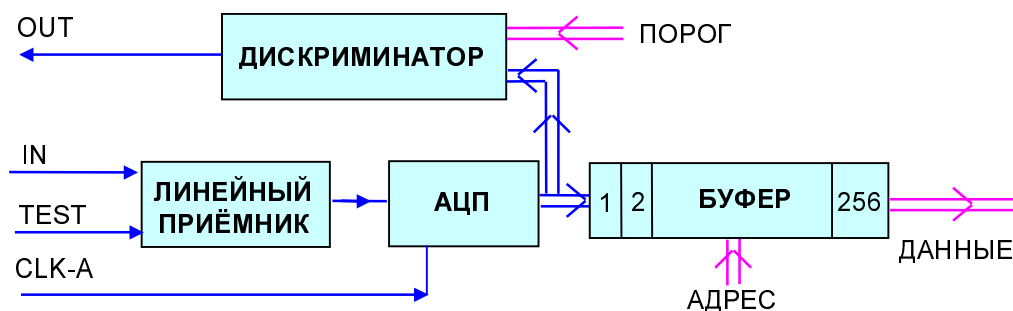 OUT
ДИСКРИМИНАТОР
ПОРОГ
IN
TEST
CLK-A
ЛИНЕЙНЫЙ
ПРИЁМНИК
АЦП
1 2 БУФЕР 256
ДАННЫЕ
АДРЕС